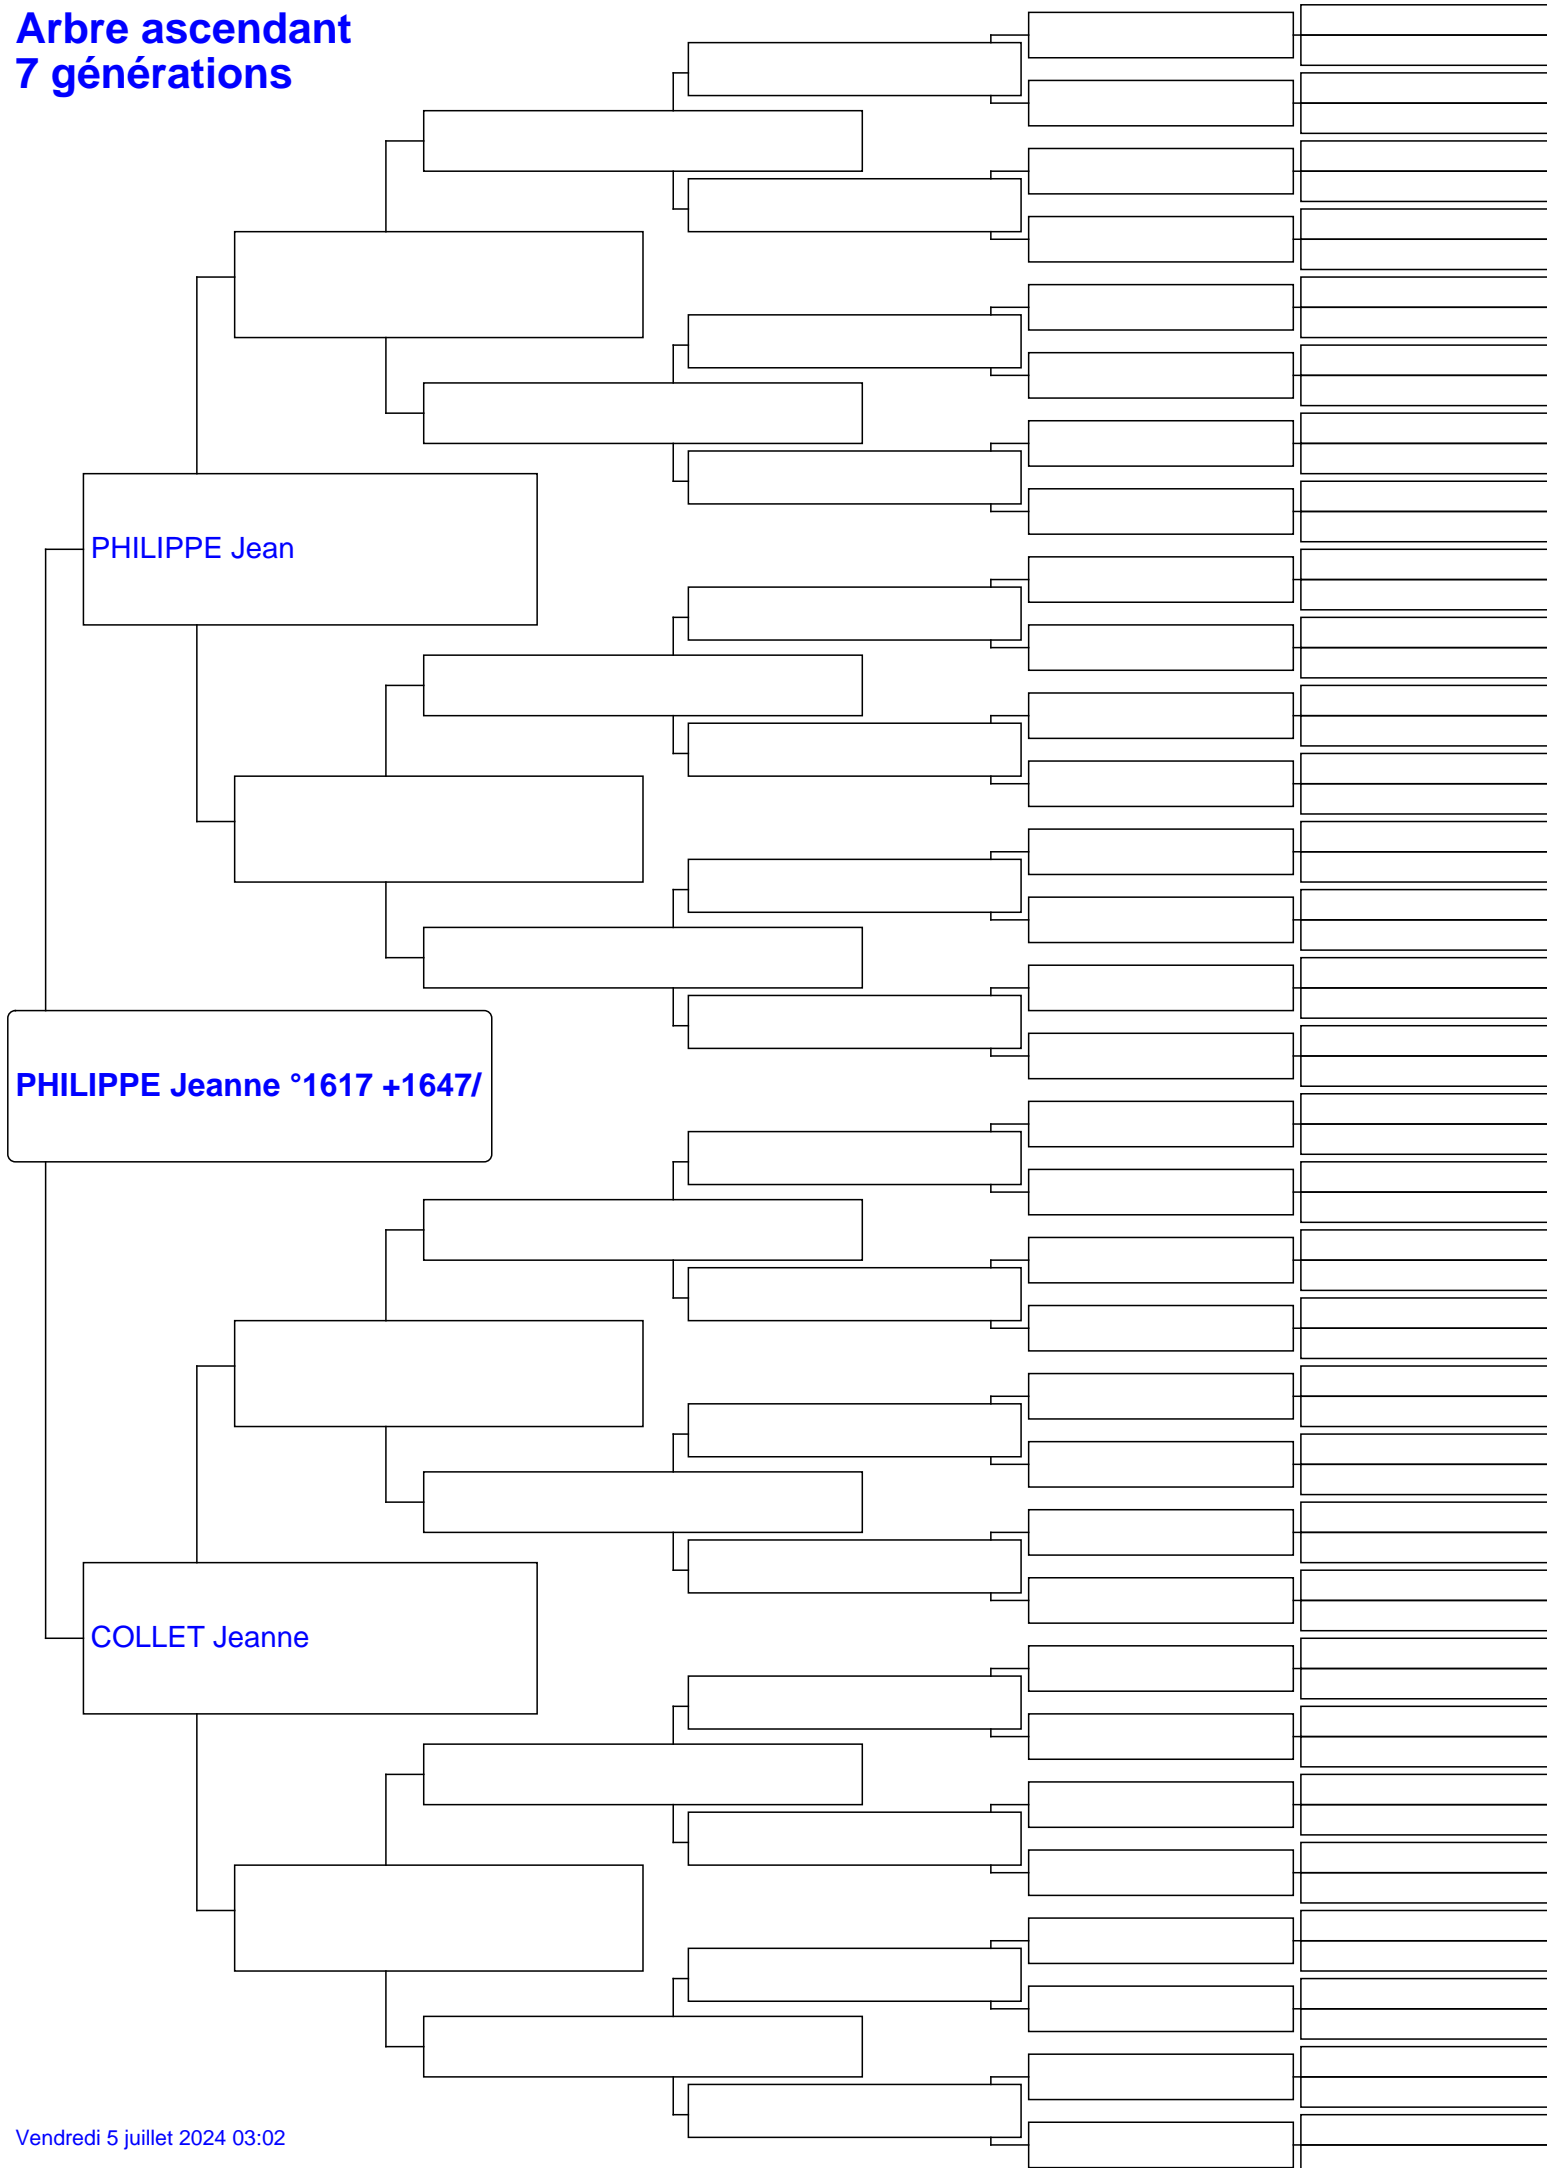 Arbre ascendant
7 générations
PHILIPPE Jean
PHILIPPE Jeanne °1617 +1647/
COLLET Jeanne
Vendredi 5 juillet 2024 03:02